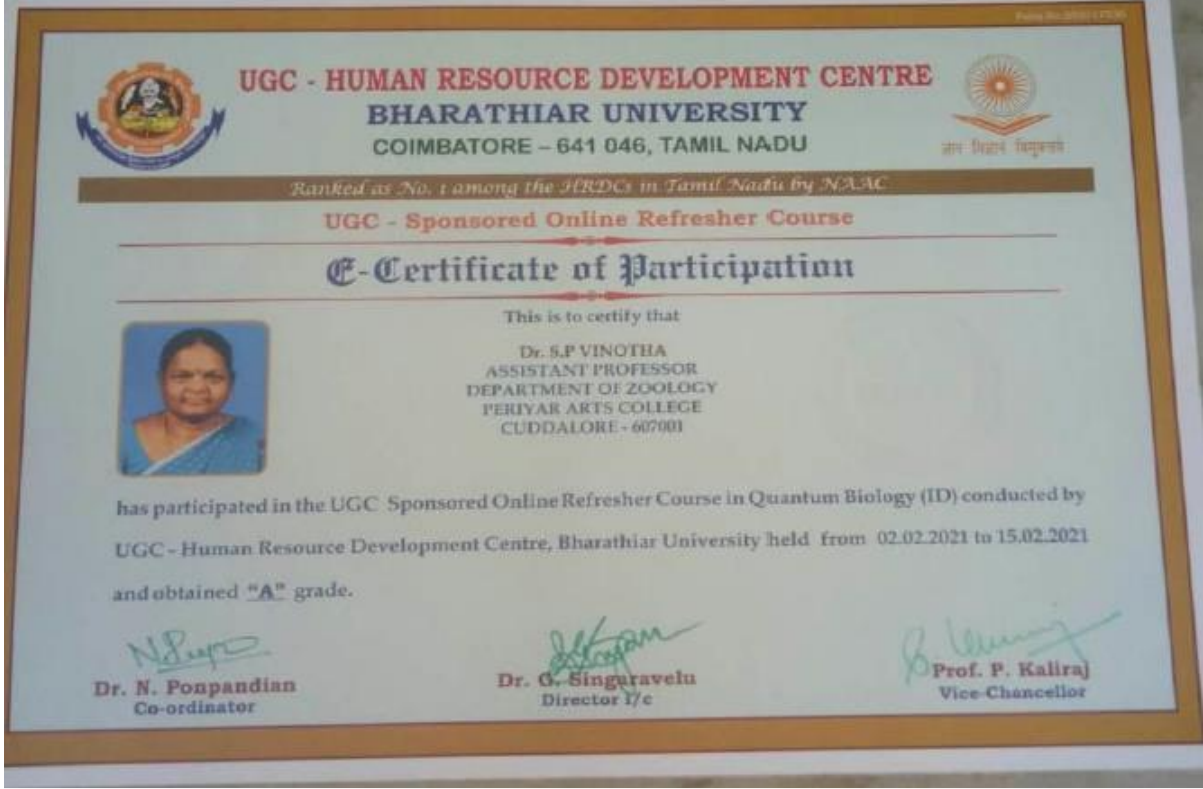 UGC - HUMAN RESOURCE DEVELOPMENT CENTRE
BHARATHIAR UNIVERSITY
COIMBATORE – 641 046, TAMIL NADU
ज्ञान विज्ञान विमुक्तये
Ranked as No. 1 among the HRDCs in Tamil Nadu by NAAC
UGC - Sponsored Online Refresher Course
E-Certificate of Participation
This is to certify that
Dr. S.P VINOTHA
ASSISTANT PROFESSOR
DEPARTMENT OF ZOOLOGY
PERIYAR ARTS COLLEGE
CUDDALORE - 607001
has participated in the UGC Sponsored Online Refresher Course in Quantum Biology (ID) conducted by
UGC - Human Resource Development Centre, Bharathiar University held from 02.02.2021 to 15.02.2021
and obtained "A" grade.
Dr. N. Ponpandian
Co-ordinator
Dr. G. Singaravelu
Director I/c
Prof. P. Kaliraj
Vice-Chancellor